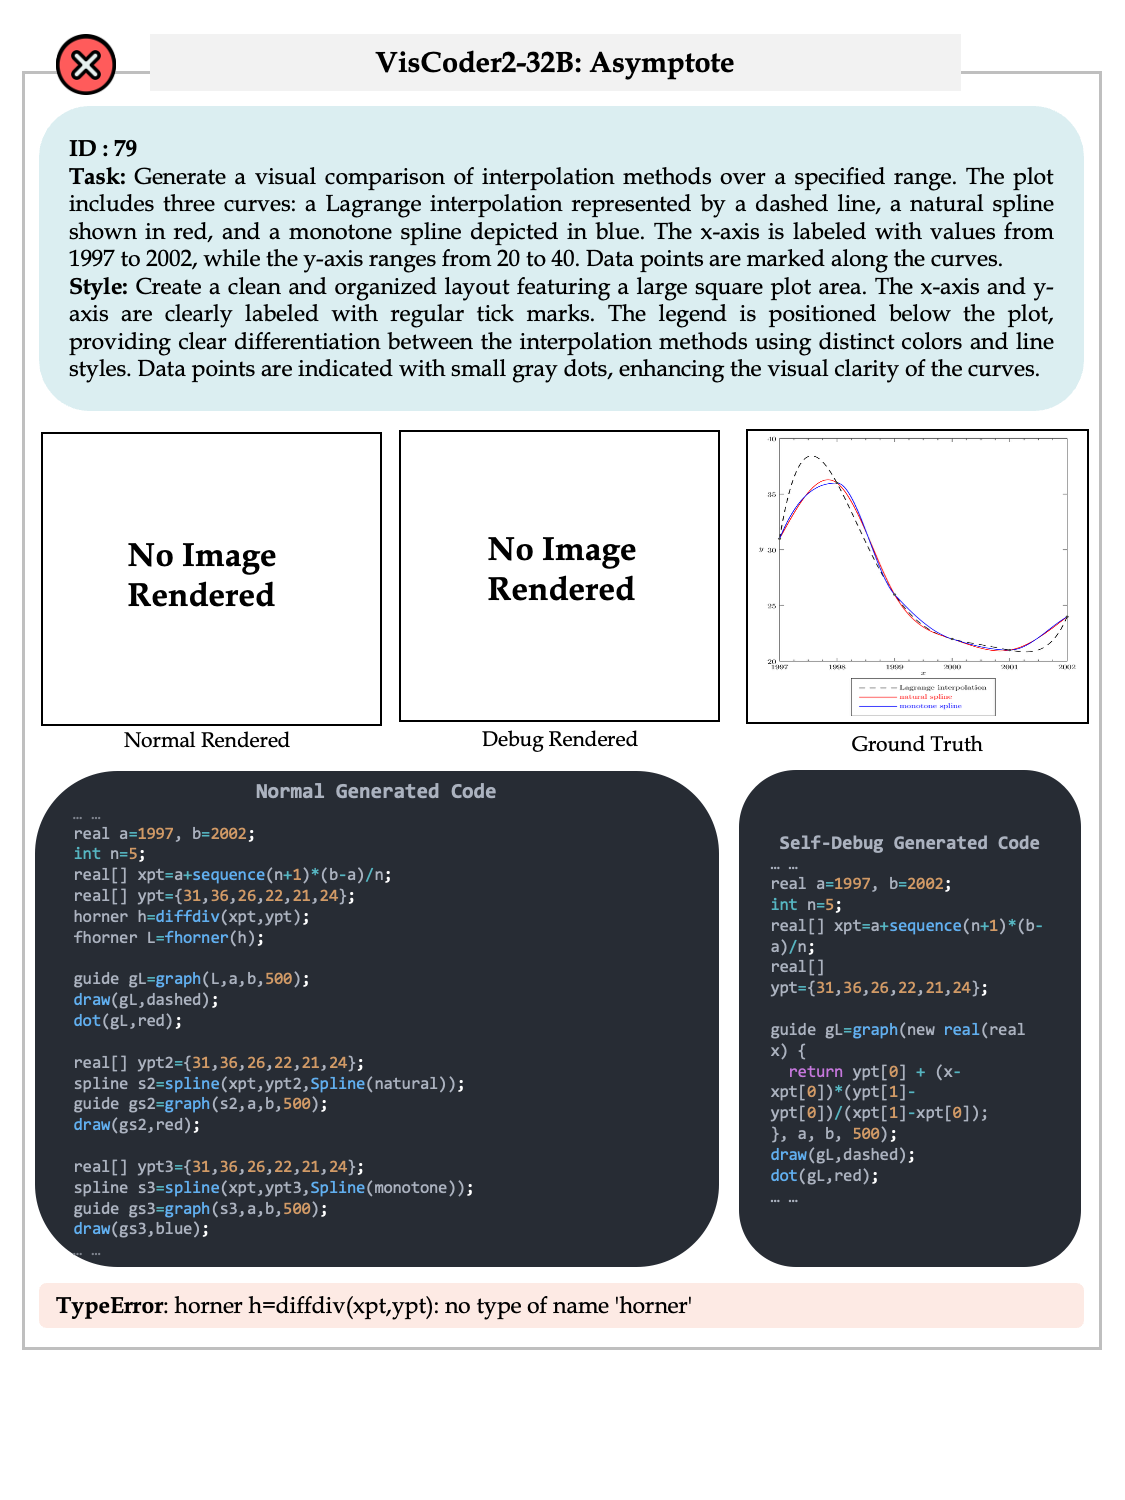 VisCoder2-32B: Asymptote
ID : 79
Task: Generate a visual comparison of interpolation methods over a specified range. The plot
includes three curves: a Lagrange interpolation represented by a dashed line, a natural spline
shown in red, and a monotone spline depicted in blue. The x-axis is labeled with values from
1997 to 2002, while the y-axis ranges from 20 to 40. Data points are marked along the curves.
Style: Create a clean and organized layout featuring a large square plot area. The x-axis and y-
axis are clearly labeled with regular tick marks. The legend is positioned below the plot,
providing clear differentiation between the interpolation methods using distinct colors and line
styles. Data points are indicated with small gray dots, enhancing the visual clarity of the curves.
No Image
Rendered
Normal Rendered
No Image
Rendered
Debug Rendered
40
35
y 30
25
20
1997 1998 1999 2000 2001 2002
x
Lagrange interpolation
natural spline
monotone spline
Ground Truth
Normal Generated Code
… …
real a=1997, b=2002;
int n=5;
real[] xpt=a+sequence(n+1)*(b-a)/n;
real[] ypt={31,36,26,22,21,24};
horner h=diffdiv(xpt,ypt);
fhorner L=fhorner(h);
guide gL=graph(L,a,b,500);
draw(gL,dashed);
dot(gL,red);
real[] ypt2={31,36,26,22,21,24};
spline s2=spline(xpt,ypt2,Spline(natural));
guide gs2=graph(s2,a,b,500);
draw(gs2,red);
real[] ypt3={31,36,26,22,21,24};
spline s3=spline(xpt,ypt3,Spline(monotone));
guide gs3=graph(s3,a,b,500);
draw(gs3,blue);
… …
Self-Debug Generated Code
… …
real a=1997, b=2002;
int n=5;
real[] xpt=a+sequence(n+1)*(b-
a)/n;
real[]
ypt={31,36,26,22,21,24};
guide gL=graph(new real(real
x) {
return ypt[0] + (x-
xpt[0])*(ypt[1]-
ypt[0])/(xpt[1]-xpt[0]);
}, a, b, 500);
draw(gL,dashed);
dot(gL,red);
… …
TypeError: horner h=diffdiv(xpt,ypt): no type of name 'horner'